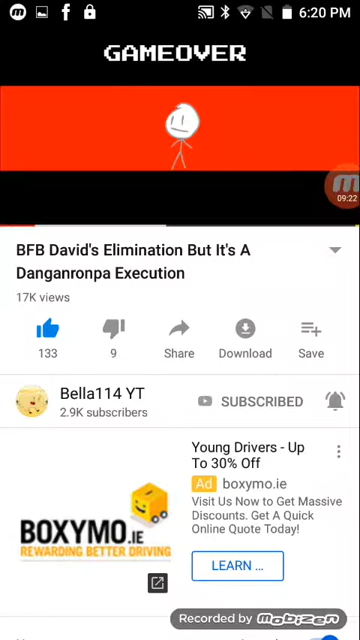 6:20 PM
GAMEOVER
09:22
BFB David's Elimination But It's A
Danganronpa Execution
17K views
133
9
Share
Download
Save
Bella114 YT
2.9K subscribers
SUBSCRIBED
Young Drivers - Up
To 30% Off
Ad boxymo.ie
Visit Us Now to Get Massive
Discounts. Get A Quick
Online Quote Today!
LEARN ...
BOXYMO.IE
REWARDING BETTER DRIVING
Recorded by Mobizen